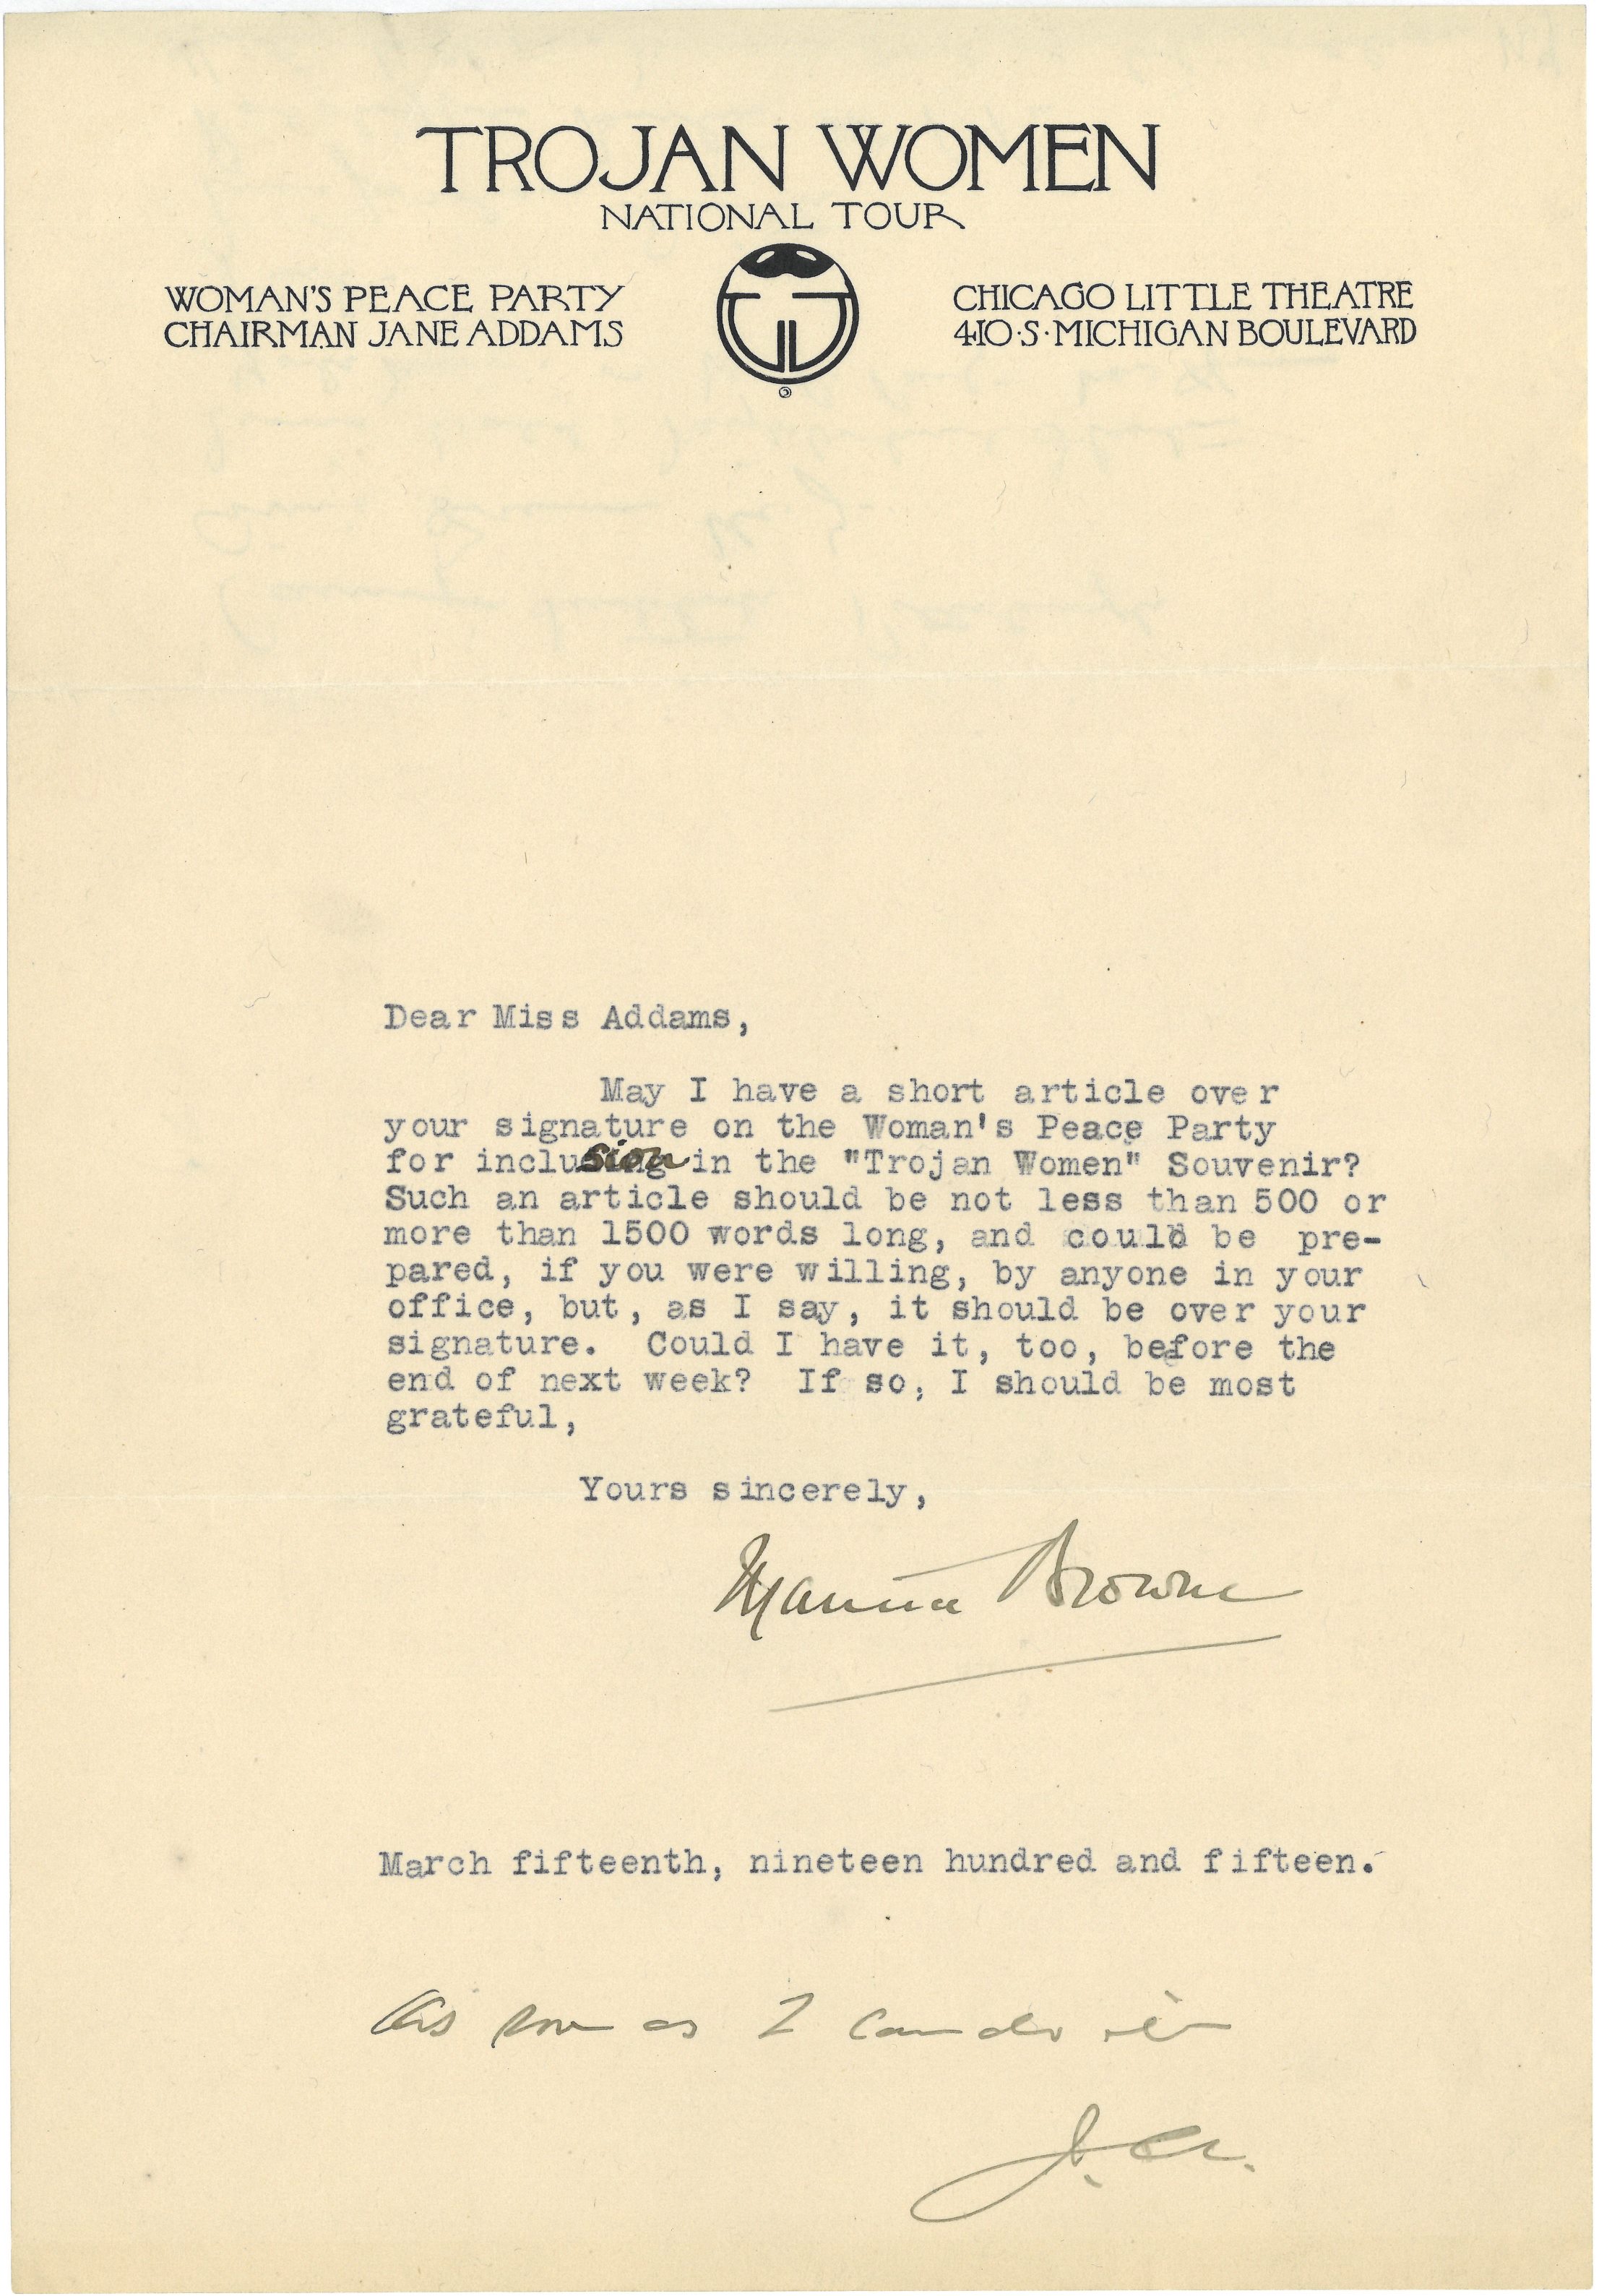 TROJAN WOMEN
NATIONAL TOUR
WOMAN'S PEACE PARTY
CHAIRMAN JANE ADDAMS
CHICAGO LITTLE THEATRE
410·S·MICHIGAN BOULEVARD
Dear Miss Addams,
May I have a short article over
your signature on the Woman's Peace Party
for inclusion in the "Trojan Women" Souvenir?
Such an article should be not less than 500 or
more than 1500 words long, and could be pre-
pared, if you were willing, by anyone in your
office, but, as I say, it should be over your
signature. Could I have it, too, before the
end of next week? If so, I should be most
grateful,
Yours sincerely,
Maurice Browne
March fifteenth, nineteen hundred and fifteen.
As soon as I can do it
J.A.